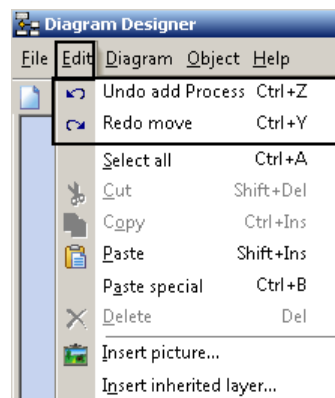 Diagram Designer
File Edit Diagram Object Help
Undo add Process Ctrl+Z
Redo move Ctrl+Y
Select all Ctrl+A
Cut Shift+Del
Copy Ctrl+Ins
Paste Shift+Ins
Paste special Ctrl+B
Delete Del
Insert picture...
Insert inherited layer...